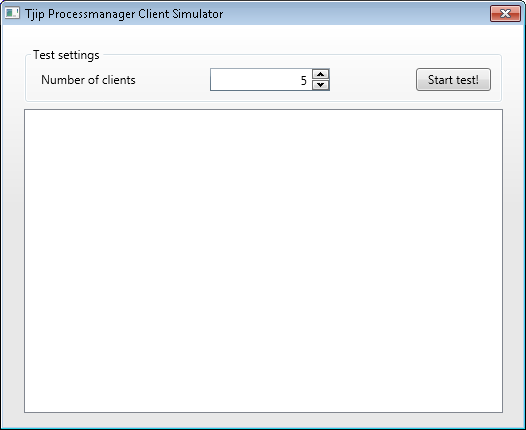 Tjip Processmanager Client Simulator
Test settings
Number of clients 5 Start test!